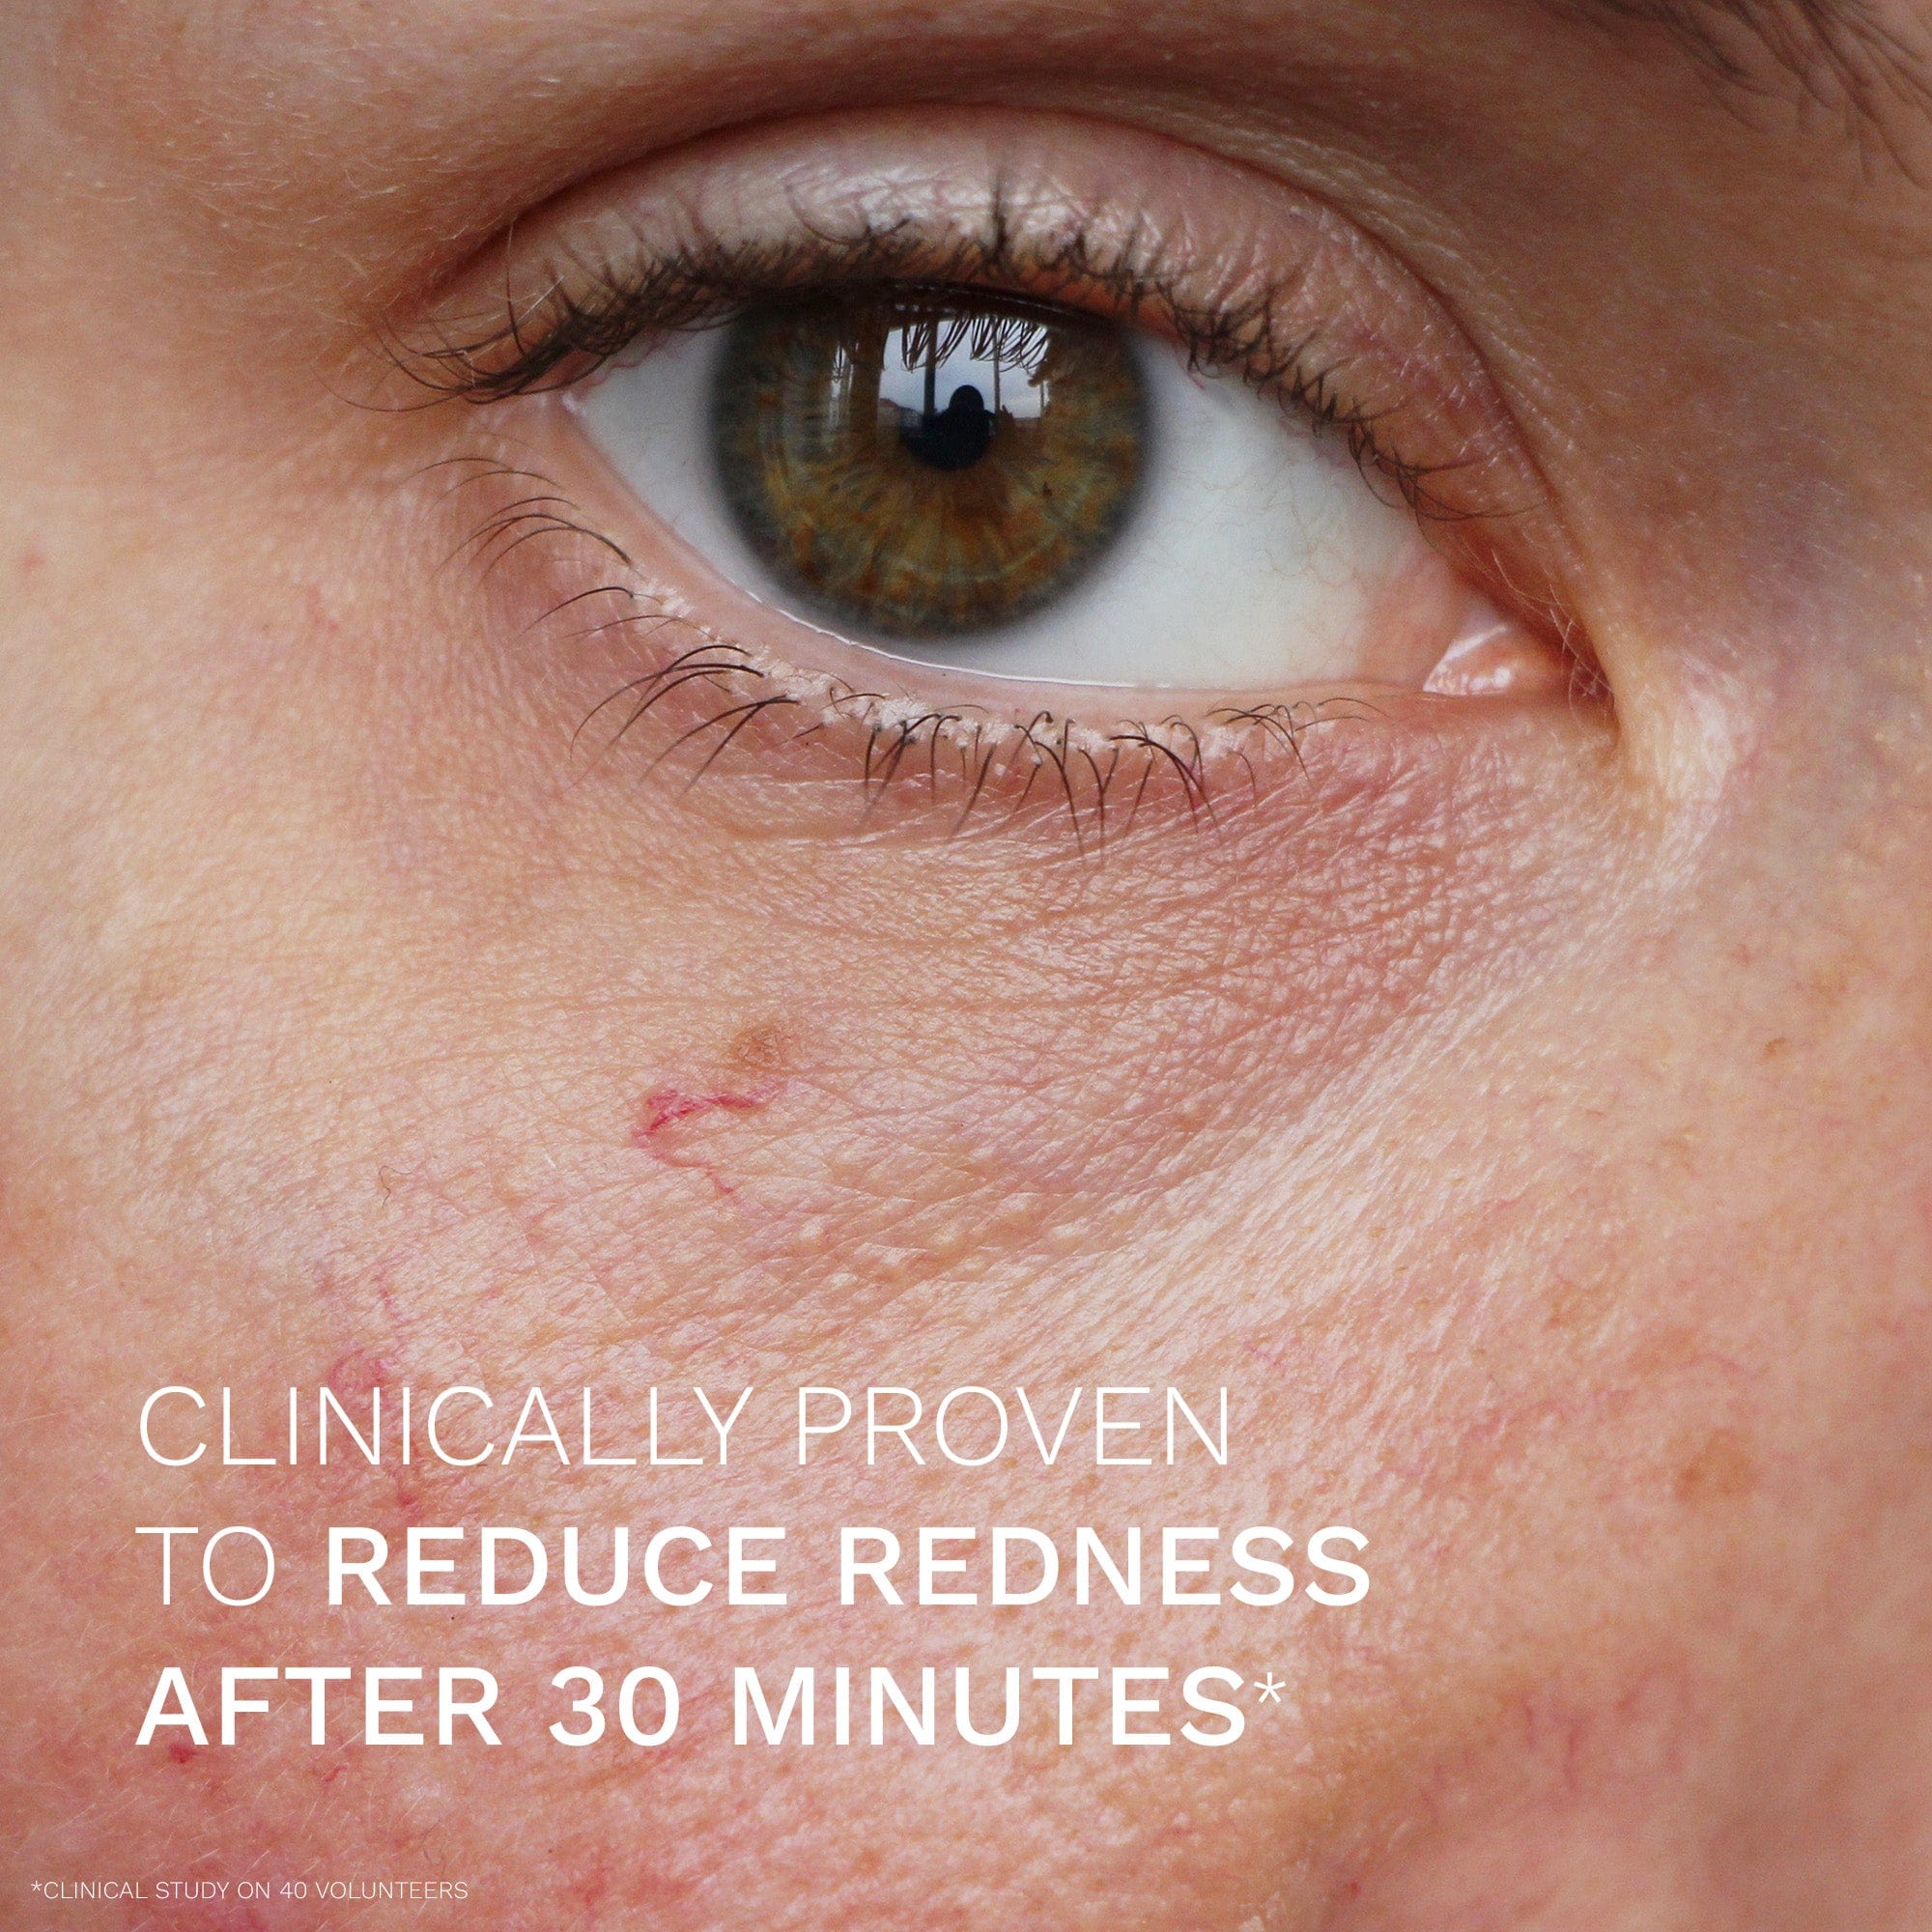 CLINICALLY PROVEN
TO REDUCE REDNESS
AFTER 30 MINUTES*
*CLINICAL STUDY ON 40 VOLUNTEERS